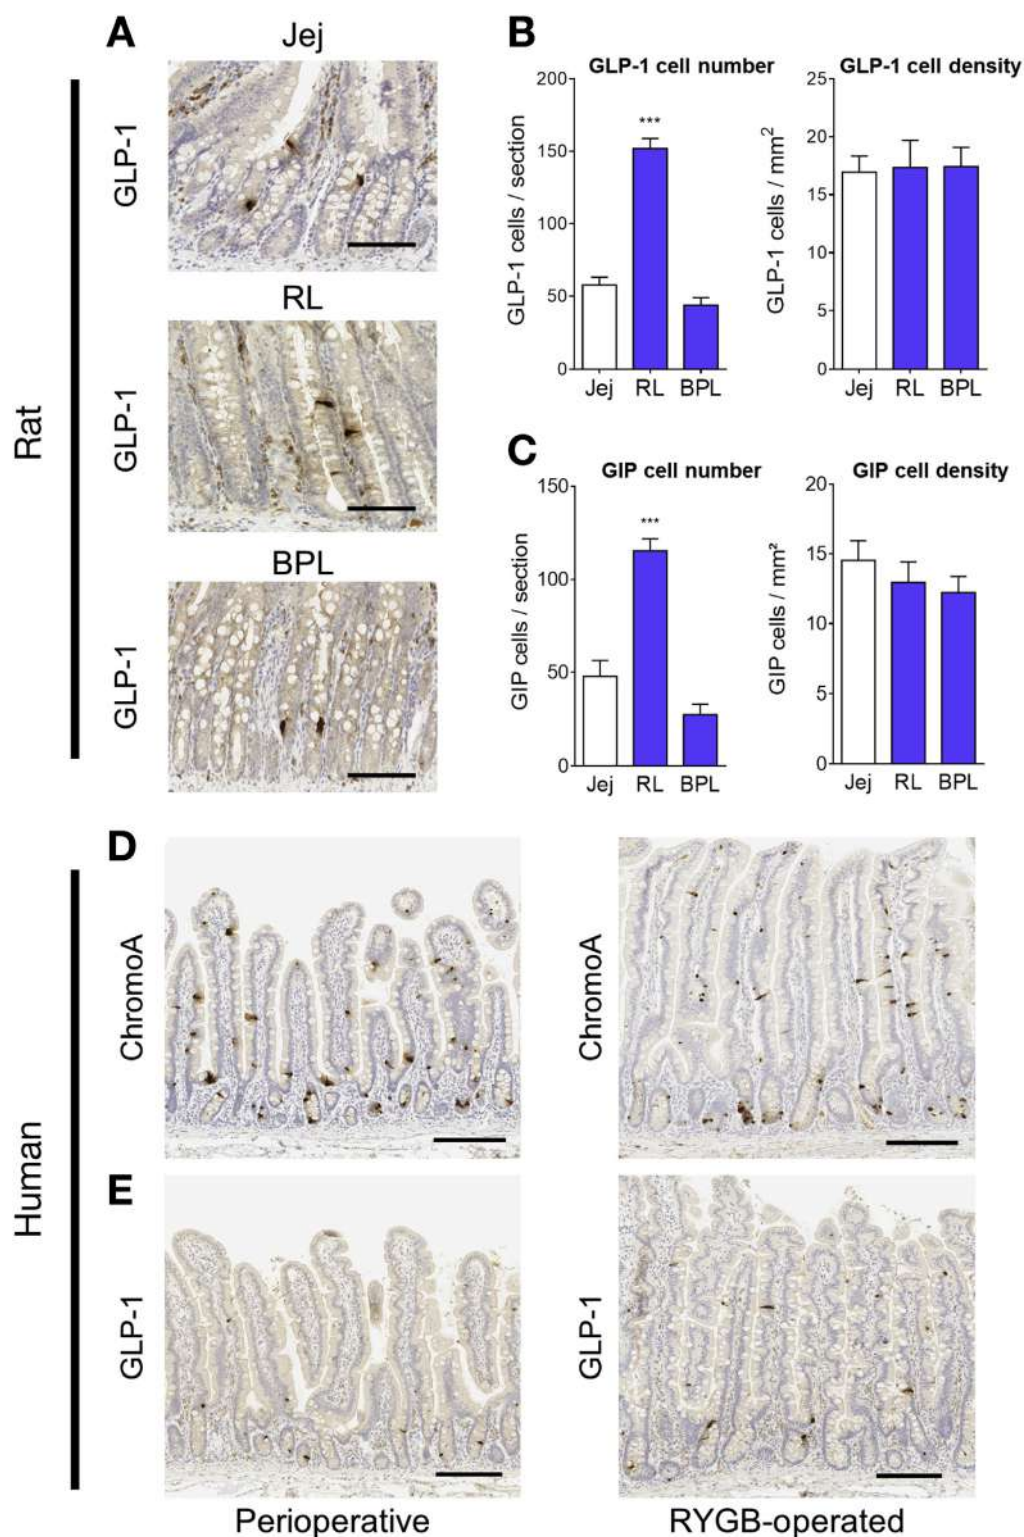 A
Jej
GLP-1
RL
GLP-1
BPL
GLP-1
Rat
B
GLP-1 cell number
GLP-1 cells / section
200
150
100
50
0
***
Jej RL BPL
GLP-1 cell density
GLP-1 cells / mm²
25
20
15
10
5
0
Jej RL BPL
C
GIP cell number
GIP cells / section
150
100
50
0
***
Jej RL BPL
GIP cell density
GIP cells / mm²
20
15
10
5
0
Jej RL BPL
Human
D
ChromoA
ChromoA
E
GLP-1
GLP-1
Perioperative
RYGB-operated